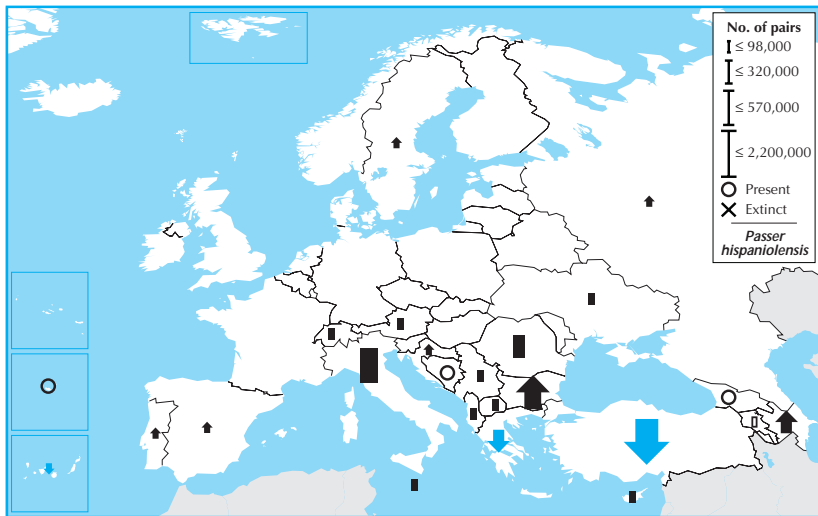 No. of pairs
≤ 98,000
≤ 320,000
≤ 570,000
≤ 2,200,000
Present
Extinct
Passer
hispaniolensis